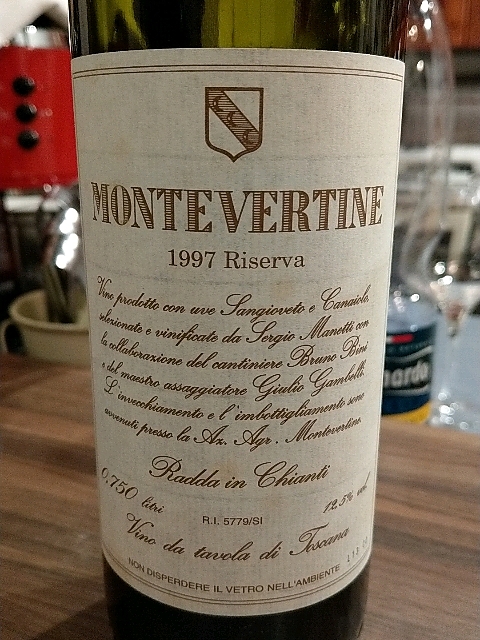 MONTEVERTINE
1997 Riserva
Vino prodotto con uve Sangioveto e Canaiolo,
selezionate e vinificate da Sergio Manetti con
la collaborazione del cantiniere Bruno Bini
e del maestro assaggiatore Giulio Gambelli.
L'invecchiamento e l'imbottigliamento sono
avvenuti presso la Az. Agr. Montevertine.
Radda in Chianti
0,750 litri
R.I. 5779/SI
12.5% vol
Vino da tavola di Toscana
NON DISPERDERE IL VETRO NELL'AMBIENTE